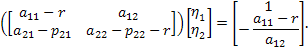 ([a₁₁ − r   a₁₂
a₂₁ − p₂₁   a₂₂ − p₂₂ − r])[η₁
η₂] = [1
−(a₁₁ − r)/a₁₂].